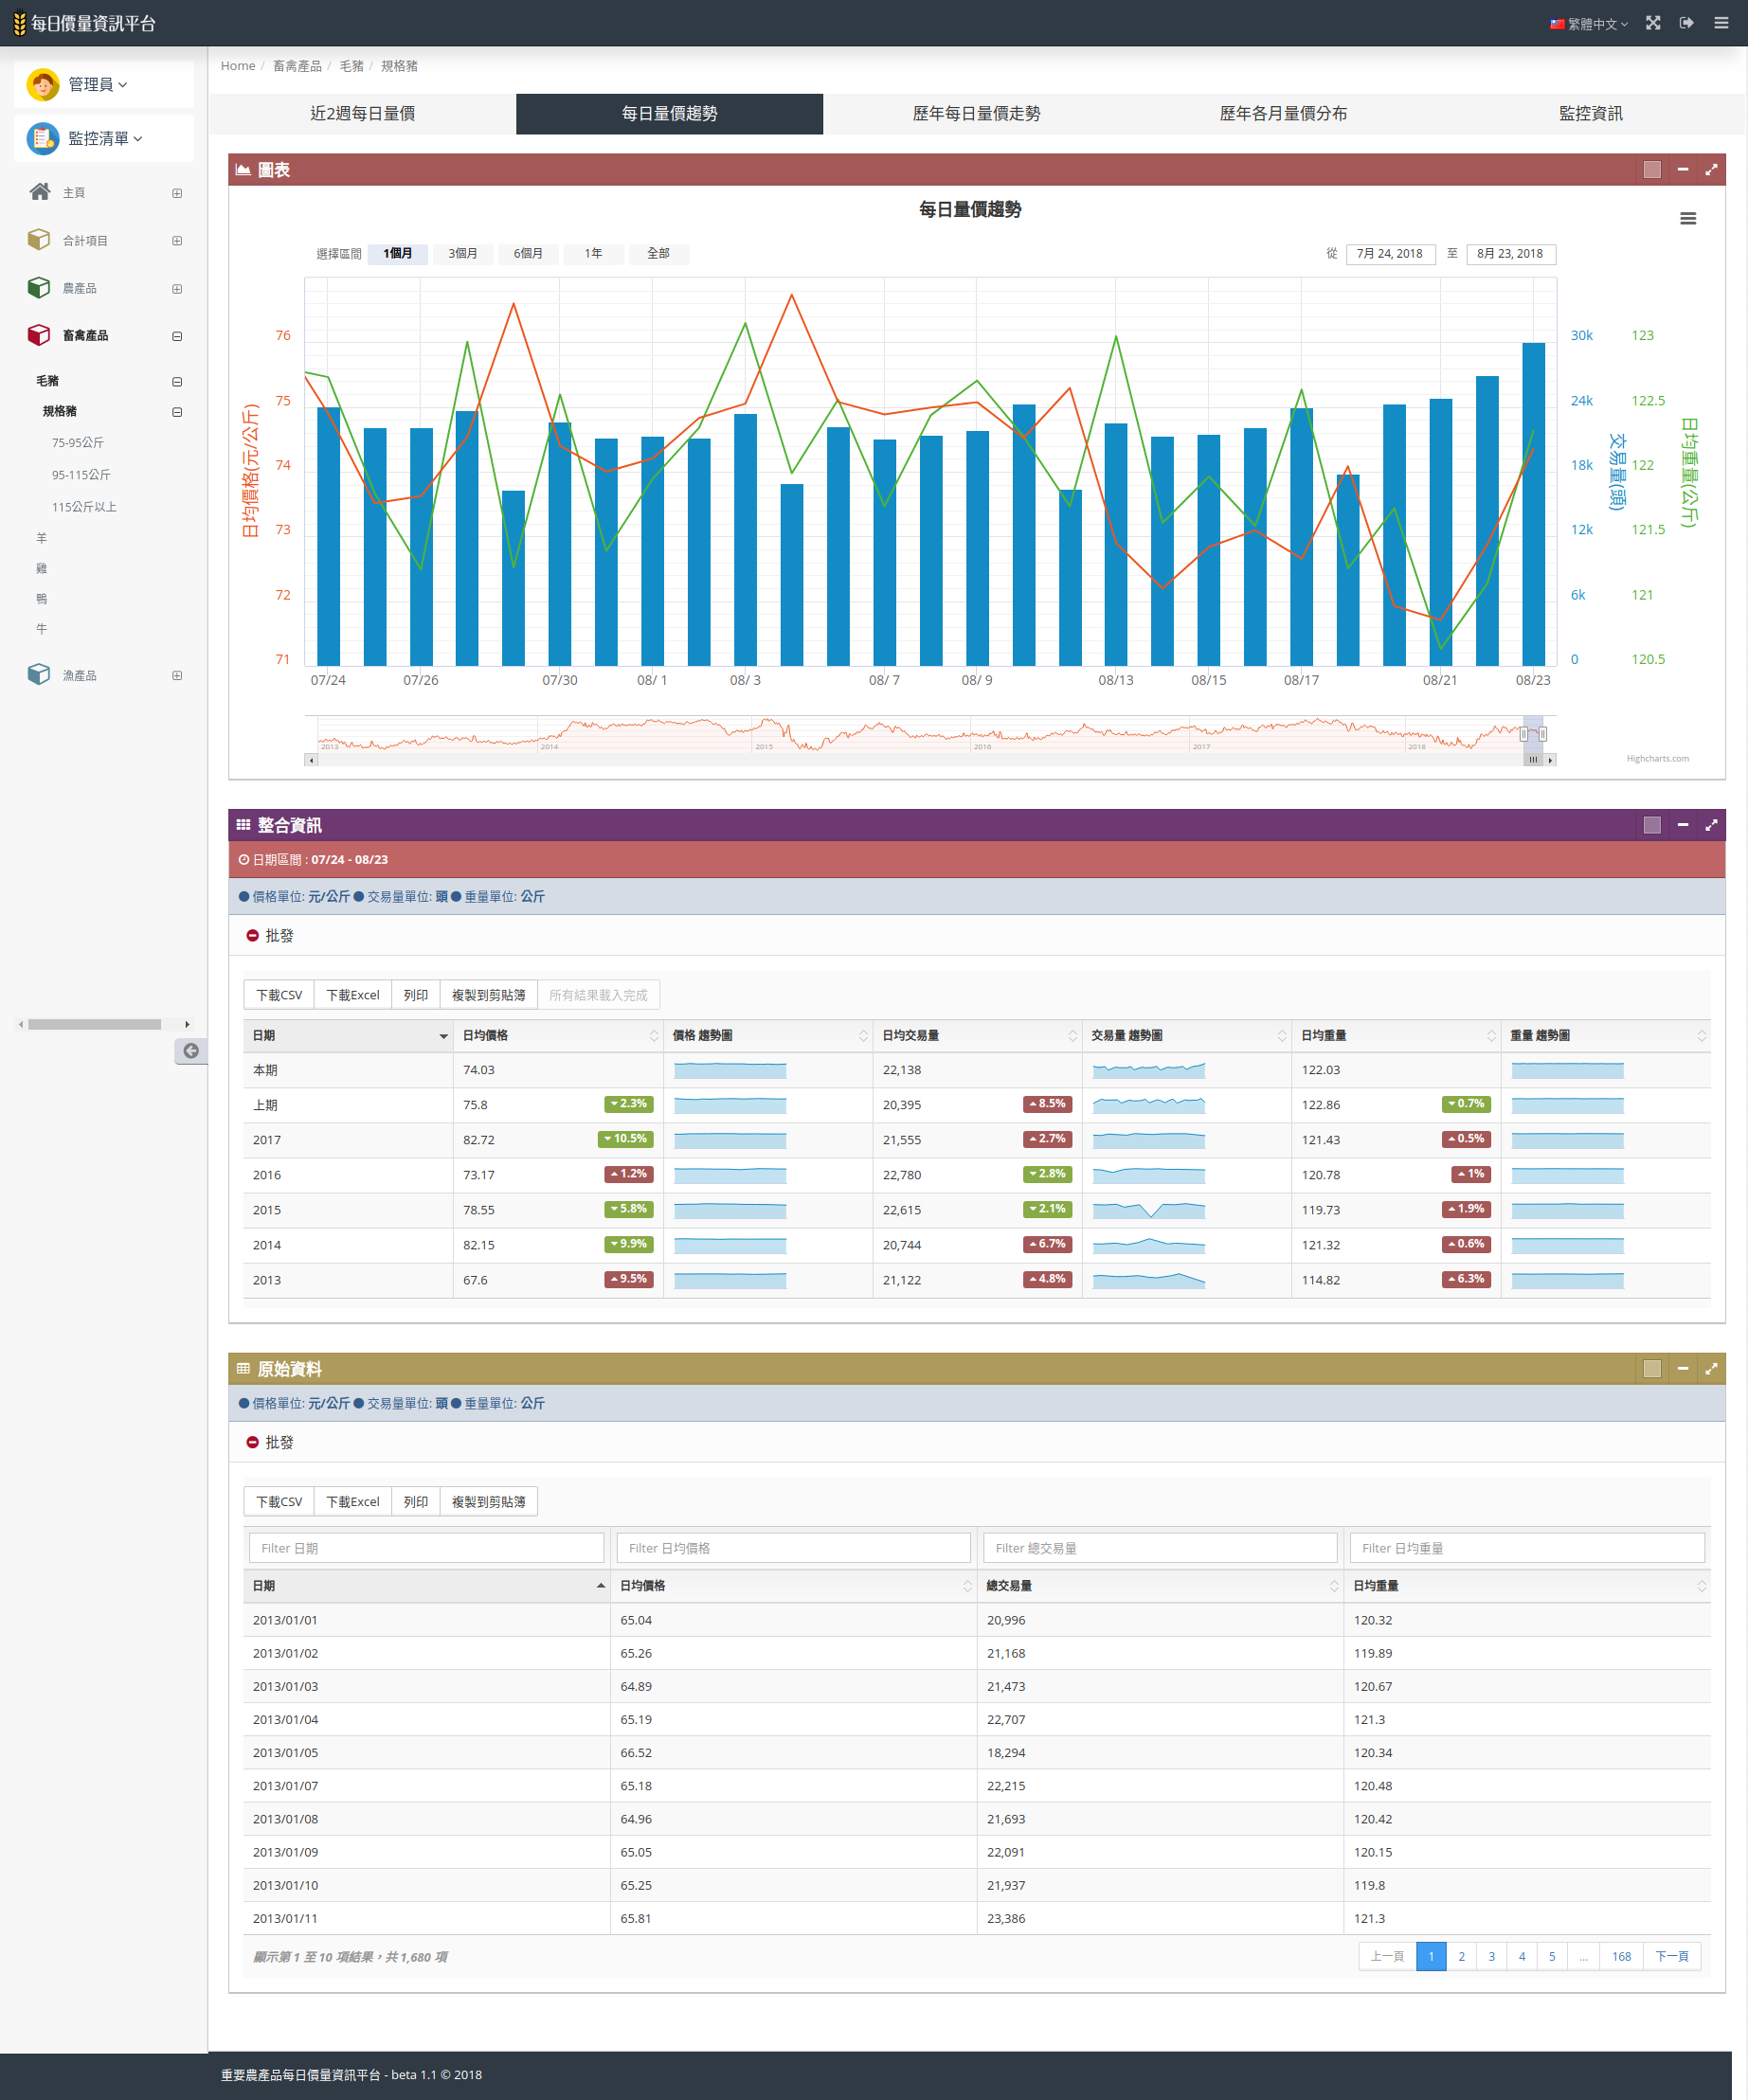 每日價量資訊平台
繁體中文
管理員
監控清單
主頁
合計項目
農產品
畜禽產品
毛豬
規格豬
75-95公斤
95-115公斤
115公斤以上
羊
雞
鴨
牛
漁產品
Home / 畜禽產品 / 毛豬 / 規格豬
近2週每日量價 每日量價趨勢 歷年每日量價走勢 歷年各月量價分布 監控資訊
圖表
每日量價趨勢
選擇區間 1個月 3個月 6個月 1年 全部 從 7月 24, 2018 至 8月 23, 2018
日均價格(元/公斤)
76
75
74
73
72
71
30k
24k
18k
12k
6k
0
交易量(頭)
123
122.5
122
121.5
121
120.5
日均重量(公斤)
07/24 07/26 07/30 08/ 1 08/ 3 08/ 7 08/ 9 08/13 08/15 08/17 08/21 08/23
2013 2014 2015 2016 2017 2018
Highcharts.com
整合資訊
日期區間 : 07/24 - 08/23
價格單位: 元/公斤 交易量單位: 頭 重量單位: 公斤
批發
下載CSV 下載Excel 列印 複製到剪貼簿 所有結果載入完成
日期 日均價格 價格 趨勢圖 日均交易量 交易量 趨勢圖 日均重量 重量 趨勢圖
本期 74.03 22,138 122.03
上期 75.8 2.3% 20,395 8.5% 122.86 0.7%
2017 82.72 10.5% 21,555 2.7% 121.43 0.5%
2016 73.17 1.2% 22,780 2.8% 120.78 1%
2015 78.55 5.8% 22,615 2.1% 119.73 1.9%
2014 82.15 9.9% 20,744 6.7% 121.32 0.6%
2013 67.6 9.5% 21,122 4.8% 114.82 6.3%
原始資料
價格單位: 元/公斤 交易量單位: 頭 重量單位: 公斤
批發
下載CSV 下載Excel 列印 複製到剪貼簿
Filter 日期 Filter 日均價格 Filter 總交易量 Filter 日均重量
日期 日均價格 總交易量 日均重量
2013/01/01 65.04 20,996 120.32
2013/01/02 65.26 21,168 119.89
2013/01/03 64.89 21,473 120.67
2013/01/04 65.19 22,707 121.3
2013/01/05 66.52 18,294 120.34
2013/01/07 65.18 22,215 120.48
2013/01/08 64.96 21,693 120.42
2013/01/09 65.05 22,091 120.15
2013/01/10 65.25 21,937 119.8
2013/01/11 65.81 23,386 121.3
顯示第 1 至 10 項結果，共 1,680 項
上一頁 1 2 3 4 5 ... 168 下一頁
重要農產品每日價量資訊平台 - beta 1.1 © 2018